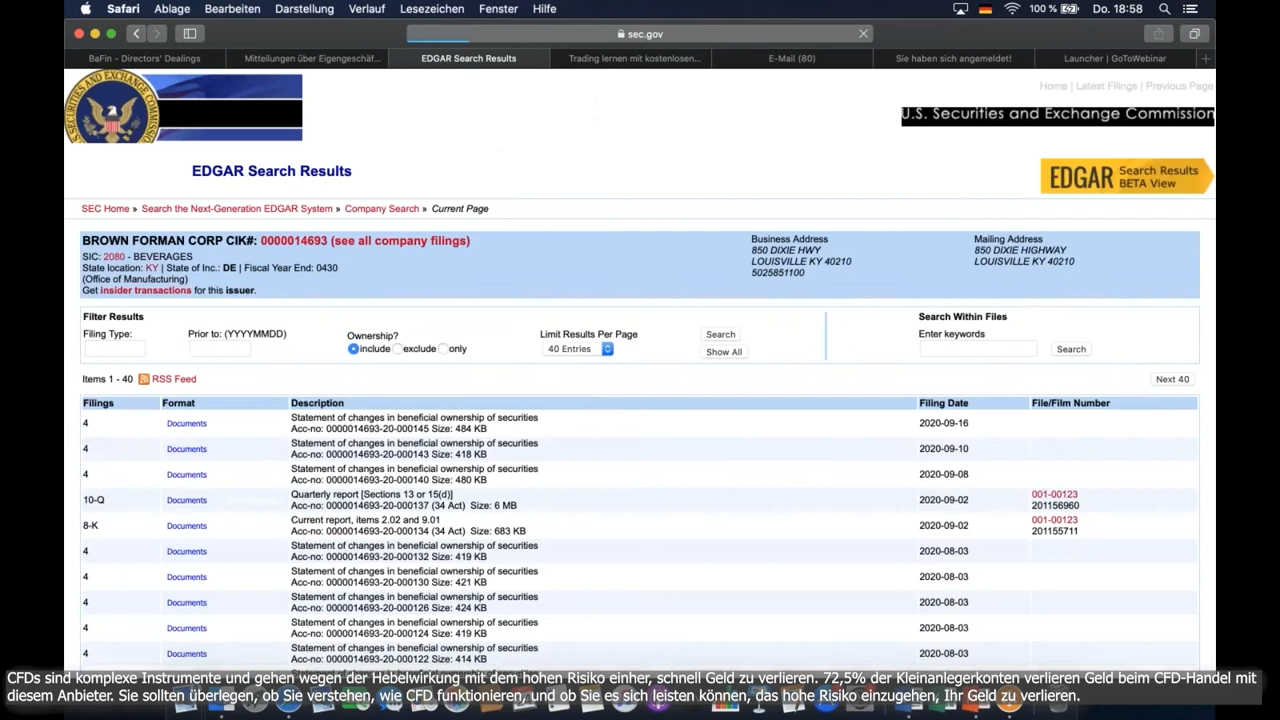 Safari Ablage Bearbeiten Darstellung Verlauf Lesezeichen Fenster Hilfe 100 % Do. 18:58
sec.gov
BaFin - Directors' Dealings Mitteilungen über Eigengeschäf... EDGAR Search Results Trading lernen mit kostenlosen... E-Mail (80) Sie haben sich angemeldet! Launcher | GoToWebinar
Home | Latest Filings | Previous Page
U.S. Securities and Exchange Commission
EDGAR Search Results
EDGAR Search Results
BETA View
SEC Home » Search the Next-Generation EDGAR System » Company Search » Current Page
BROWN FORMAN CORP CIK#: 0000014693 (see all company filings)
SIC: 2080 - BEVERAGES
State location: KY | State of Inc.: DE | Fiscal Year End: 0430
(Office of Manufacturing)
Get insider transactions for this issuer.
Business Address
850 DIXIE HWY
LOUISVILLE KY 40210
5025851100
Mailing Address
850 DIXIE HIGHWAY
LOUISVILLE KY 40210
Filter Results
Filing Type:
Prior to: (YYYYMMDD)
Ownership?
include exclude only
Limit Results Per Page
40 Entries
Search
Show All
Search Within Files
Enter keywords
Search
Items 1 - 40 RSS Feed
Next 40
Filings Format Description Filing Date File/Film Number
4 Documents Statement of changes in beneficial ownership of securities 2020-09-16
Acc-no: 0000014693-20-000145 Size: 484 KB
4 Documents Statement of changes in beneficial ownership of securities 2020-09-10
Acc-no: 0000014693-20-000143 Size: 418 KB
4 Documents Statement of changes in beneficial ownership of securities 2020-09-08
Acc-no: 0000014693-20-000140 Size: 480 KB
10-Q Documents Quarterly report [Sections 13 or 15(d)] 2020-09-02 001-00123
Acc-no: 0000014693-20-000137 (34 Act) Size: 6 MB 201156960
8-K Documents Current report, items 2.02 and 9.01 2020-09-02 001-00123
Acc-no: 0000014693-20-000134 (34 Act) Size: 683 KB 201155711
4 Documents Statement of changes in beneficial ownership of securities 2020-08-03
Acc-no: 0000014693-20-000132 Size: 419 KB
4 Documents Statement of changes in beneficial ownership of securities 2020-08-03
Acc-no: 0000014693-20-000130 Size: 421 KB
4 Documents Statement of changes in beneficial ownership of securities 2020-08-03
Acc-no: 0000014693-20-000126 Size: 424 KB
4 Documents Statement of changes in beneficial ownership of securities 2020-08-03
Acc-no: 0000014693-20-000124 Size: 419 KB
4 Documents Statement of changes in beneficial ownership of securities 2020-08-03
Acc-no: 0000014693-20-000122 Size: 414 KB
CFDs sind komplexe Instrumente und gehen wegen der Hebelwirkung mit dem hohen Risiko einher, schnell Geld zu verlieren. 72,5% der Kleinanlegerkonten verlieren Geld beim CFD-Handel mit
diesem Anbieter. Sie sollten überlegen, ob Sie verstehen, wie CFD funktionieren, und ob Sie es sich leisten können, das hohe Risiko einzugehen, Ihr Geld zu verlieren.